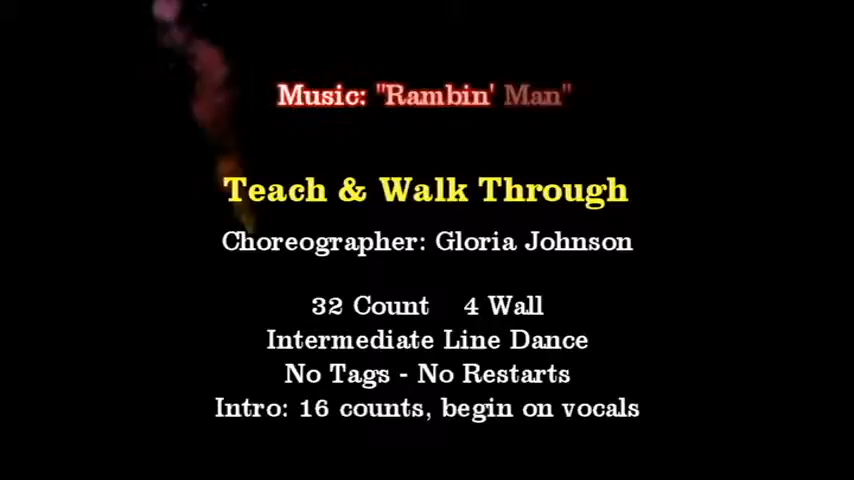 Music: "Rambin' Man"
Teach & Walk Through
Choreographer: Gloria Johnson
32 Count 4 Wall
Intermediate Line Dance
No Tags - No Restarts
Intro: 16 counts, begin on vocals